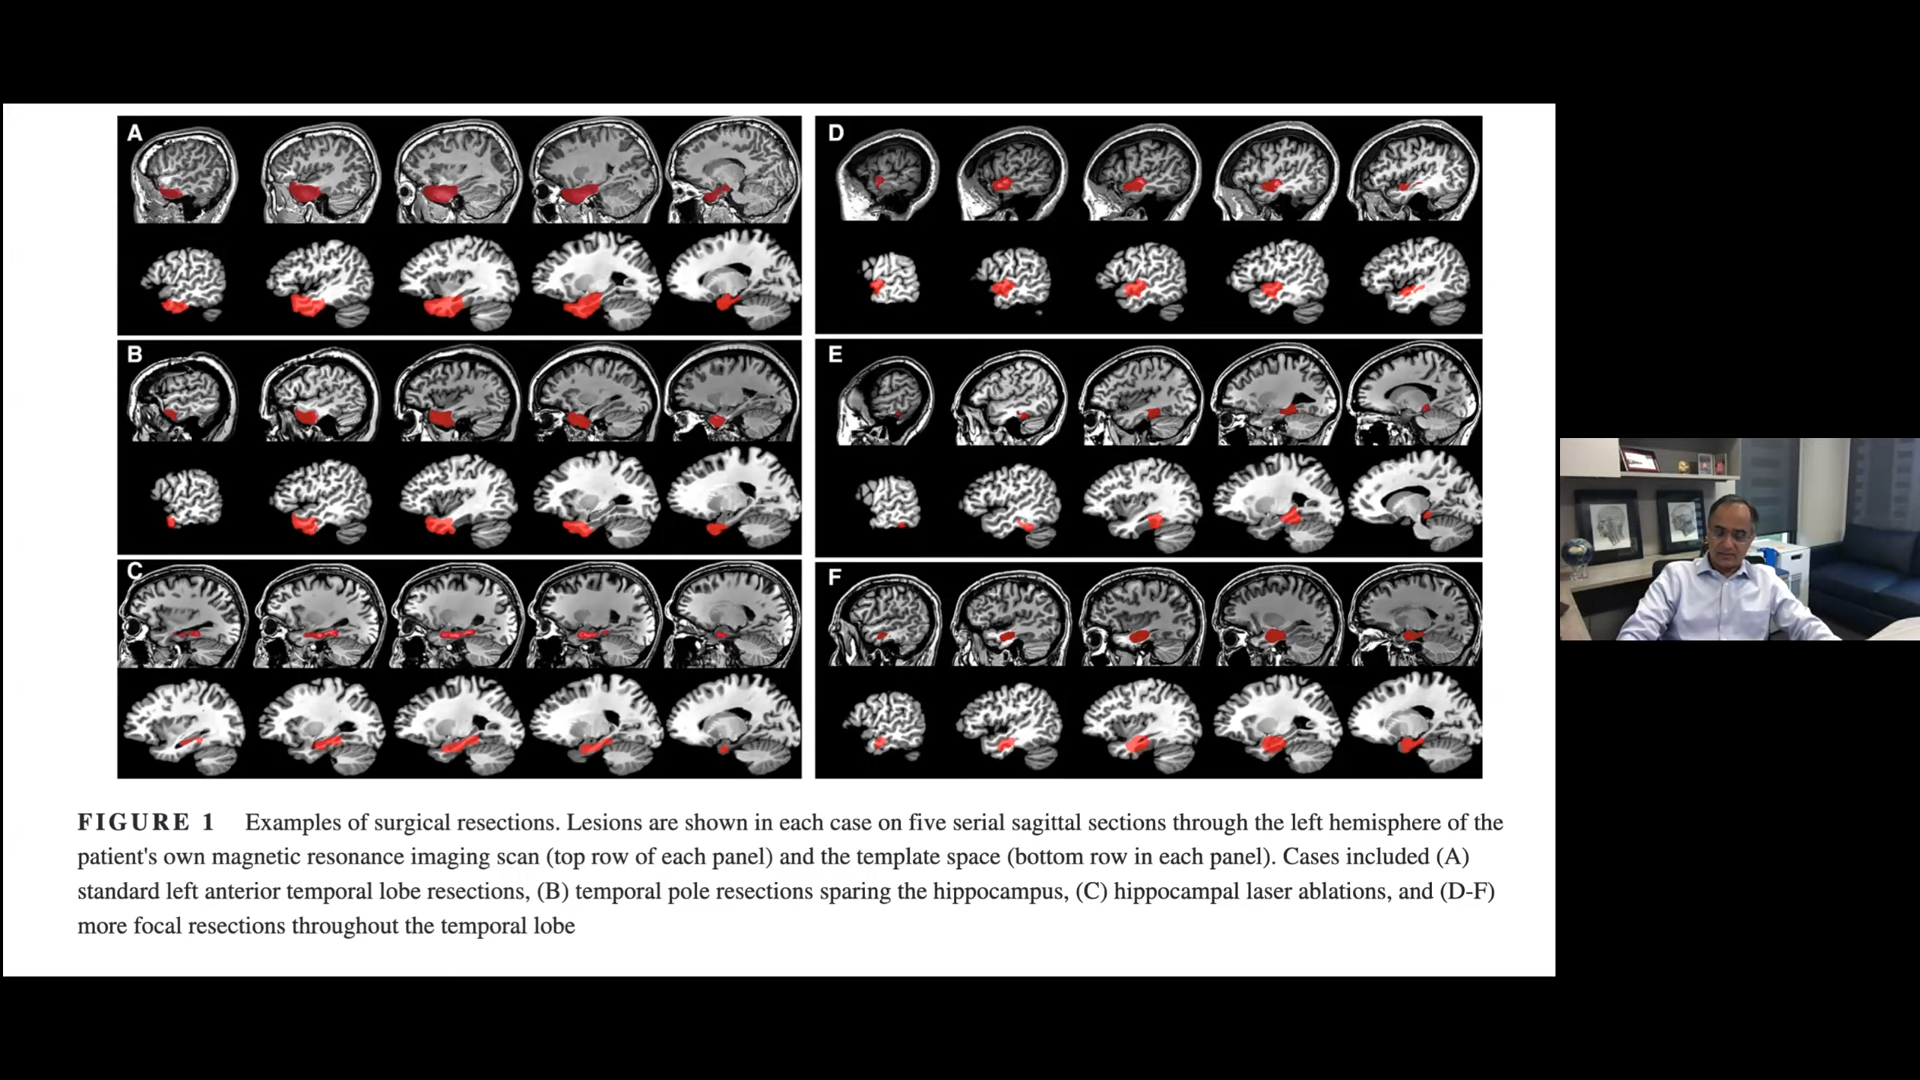 A
B
C
D
E
F
FIGURE 1 Examples of surgical resections. Lesions are shown in each case on five serial sagittal sections through the left hemisphere of the
patient's own magnetic resonance imaging scan (top row of each panel) and the template space (bottom row in each panel). Cases included (A)
standard left anterior temporal lobe resections, (B) temporal pole resections sparing the hippocampus, (C) hippocampal laser ablations, and (D-F)
more focal resections throughout the temporal lobe